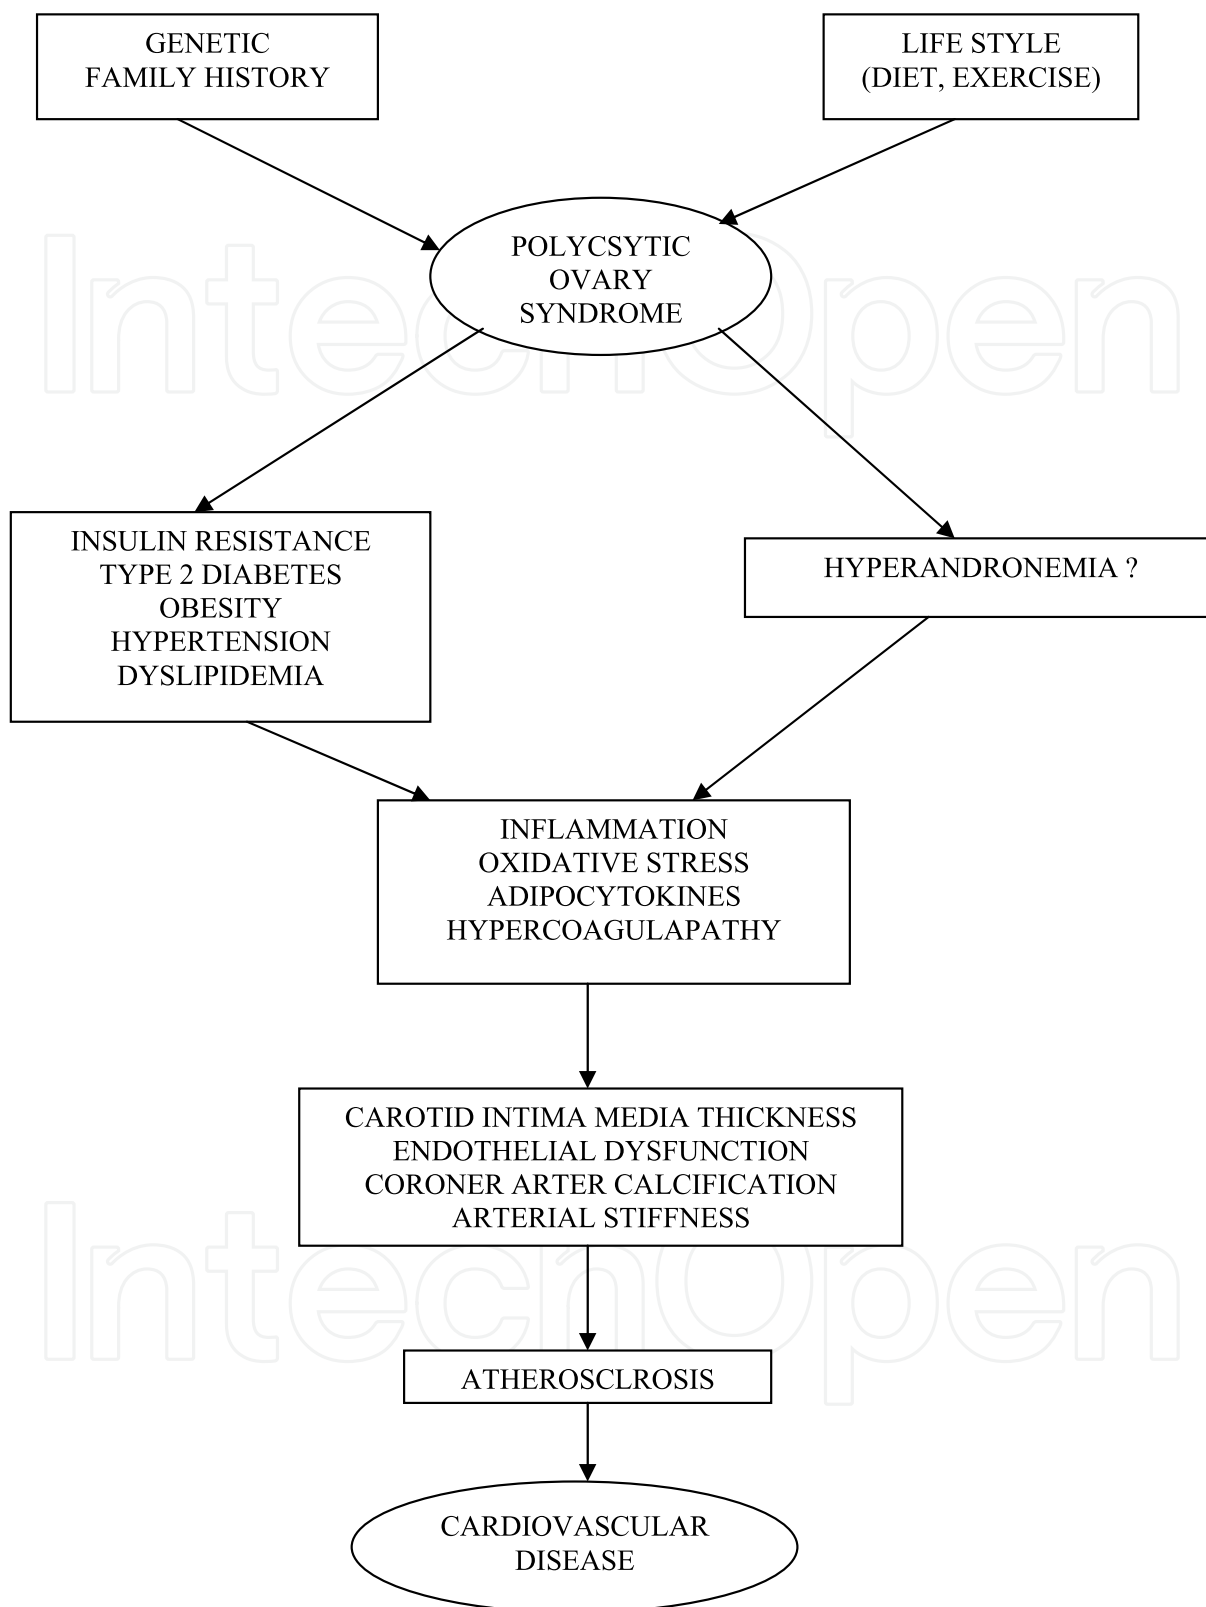 GENETIC
FAMILY HISTORY
LIFE STYLE
(DIET, EXERCISE)
POLYCSYTIC
OVARY
SYNDROME
INSULIN RESISTANCE
TYPE 2 DIABETES
OBESITY
HYPERTENSION
DYSLIPIDEMIA
HYPERANDRONEMIA ?
INFLAMMATION
OXIDATIVE STRESS
ADIPOCYTOKINES
HYPERCOAGULAPATHY
CAROTID INTIMA MEDIA THICKNESS
ENDOTHELIAL DYSFUNCTION
CORONER ARTER CALCIFICATION
ARTERIAL STIFFNESS
ATHEROSCLROSIS
CARDIOVASCULAR
DISEASE
IntechOpen
IntechOpen